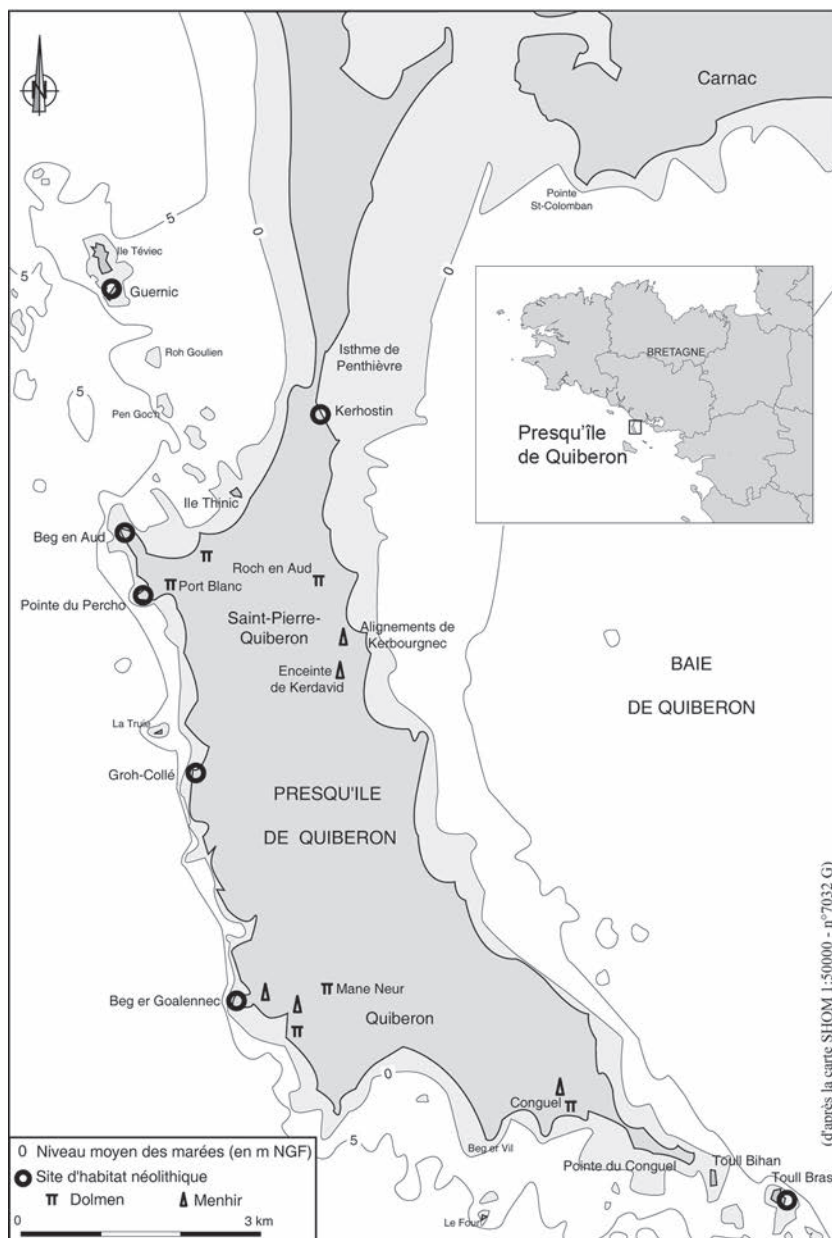 N
Carnac
Pointe
St-Colomban
5
0
Ile Téviec
5
Guernic
0
BRETAGNE
Presqu'île
de Quiberon
Isthme de
Penthièvre
Roh Goulien
5
Pen Goc'h
Kerhostin
Ile Thinic
Beg en Aud
Roch en Aud
Port Blanc
Pointe du Percho
Saint-Pierre-
Quiberon
Alignements de
Kerbourgnec
Enceinte
de Kerdavid
BAIE
DE QUIBERON
La Truie
Groh-Collé
PRESQU'ILE
DE QUIBERON
Beg er Goalennec
Mane Neur
Quiberon
0
Conguel
5
Beg er Vil
Pointe du Conguel
Toull Bihan
Toull Bras
Le Four
(d'après la carte SHOM 1:50000 - n°7032 G)
0 Niveau moyen des marées (en m NGF)
Site d'habitat néolithique
Dolmen Menhir
0 3 km